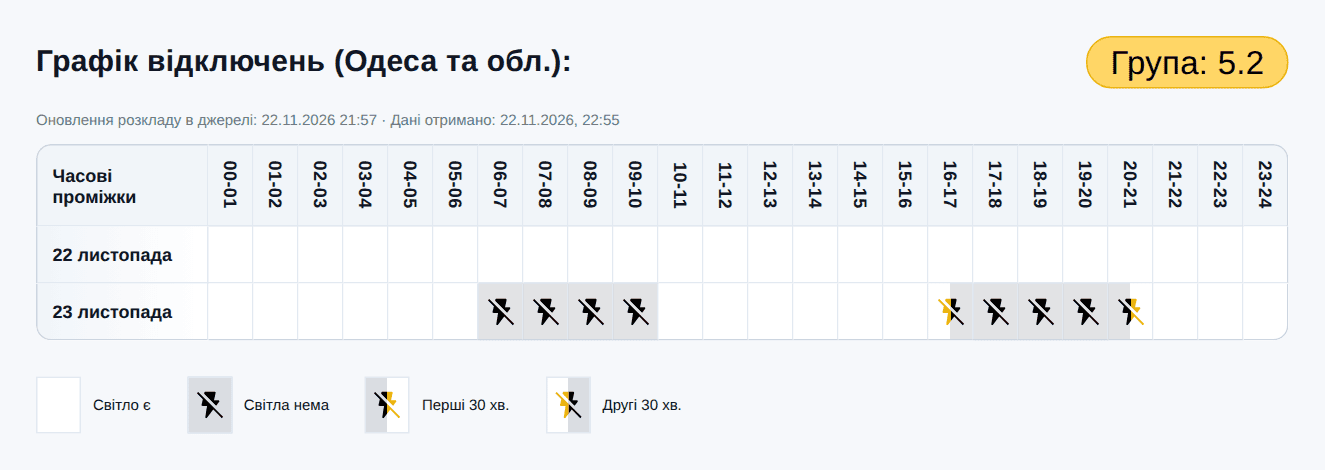 Графік відключень (Одеса та обл.):
Група: 5.2
Оновлення розкладу в джерелі: 22.11.2026 21:57 · Дані отримано: 22.11.2026, 22:55
Часові
проміжки
00-01
01-02
02-03
03-04
04-05
05-06
06-07
07-08
08-09
09-10
10-11
11-12
12-13
13-14
14-15
15-16
16-17
17-18
18-19
19-20
20-21
21-22
22-23
23-24
22 листопада
23 листопада
Світло є
Світла нема
Перші 30 хв.
Другі 30 хв.